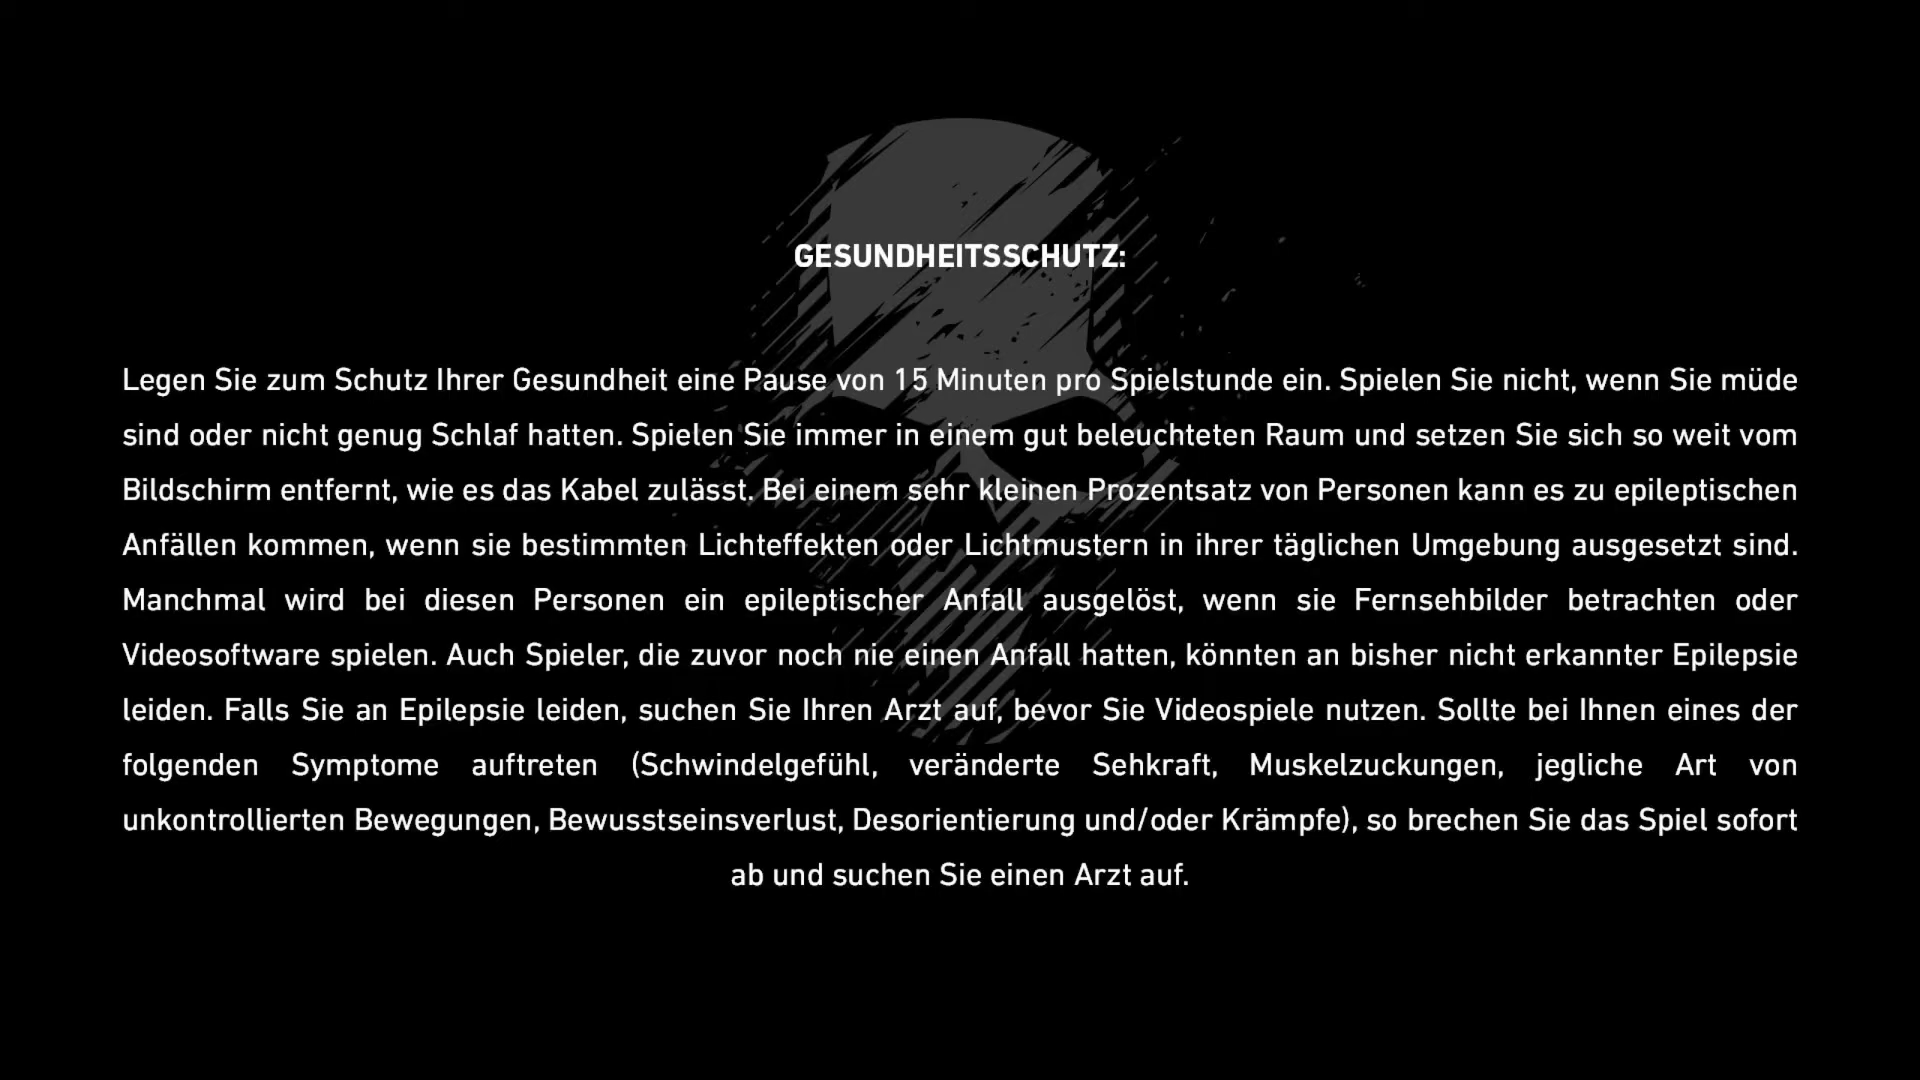 GESUNDHEITSSCHUTZ:
Legen Sie zum Schutz Ihrer Gesundheit eine Pause von 15 Minuten pro Spielstunde ein. Spielen Sie nicht, wenn Sie müde
sind oder nicht genug Schlaf hatten. Spielen Sie immer in einem gut beleuchteten Raum und setzen Sie sich so weit vom
Bildschirm entfernt, wie es das Kabel zulässt. Bei einem sehr kleinen Prozentsatz von Personen kann es zu epileptischen
Anfällen kommen, wenn sie bestimmten Lichteffekten oder Lichtmustern in ihrer täglichen Umgebung ausgesetzt sind.
Manchmal wird bei diesen Personen ein epileptischer Anfall ausgelöst, wenn sie Fernsehbilder betrachten oder
Videosoftware spielen. Auch Spieler, die zuvor noch nie einen Anfall hatten, könnten an bisher nicht erkannter Epilepsie
leiden. Falls Sie an Epilepsie leiden, suchen Sie Ihren Arzt auf, bevor Sie Videospiele nutzen. Sollte bei Ihnen eines der
folgenden Symptome auftreten (Schwindelgefühl, veränderte Sehkraft, Muskelzuckungen, jegliche Art von
unkontrollierten Bewegungen, Bewusstseinsverlust, Desorientierung und/oder Krämpfe), so brechen Sie das Spiel sofort
ab und suchen Sie einen Arzt auf.